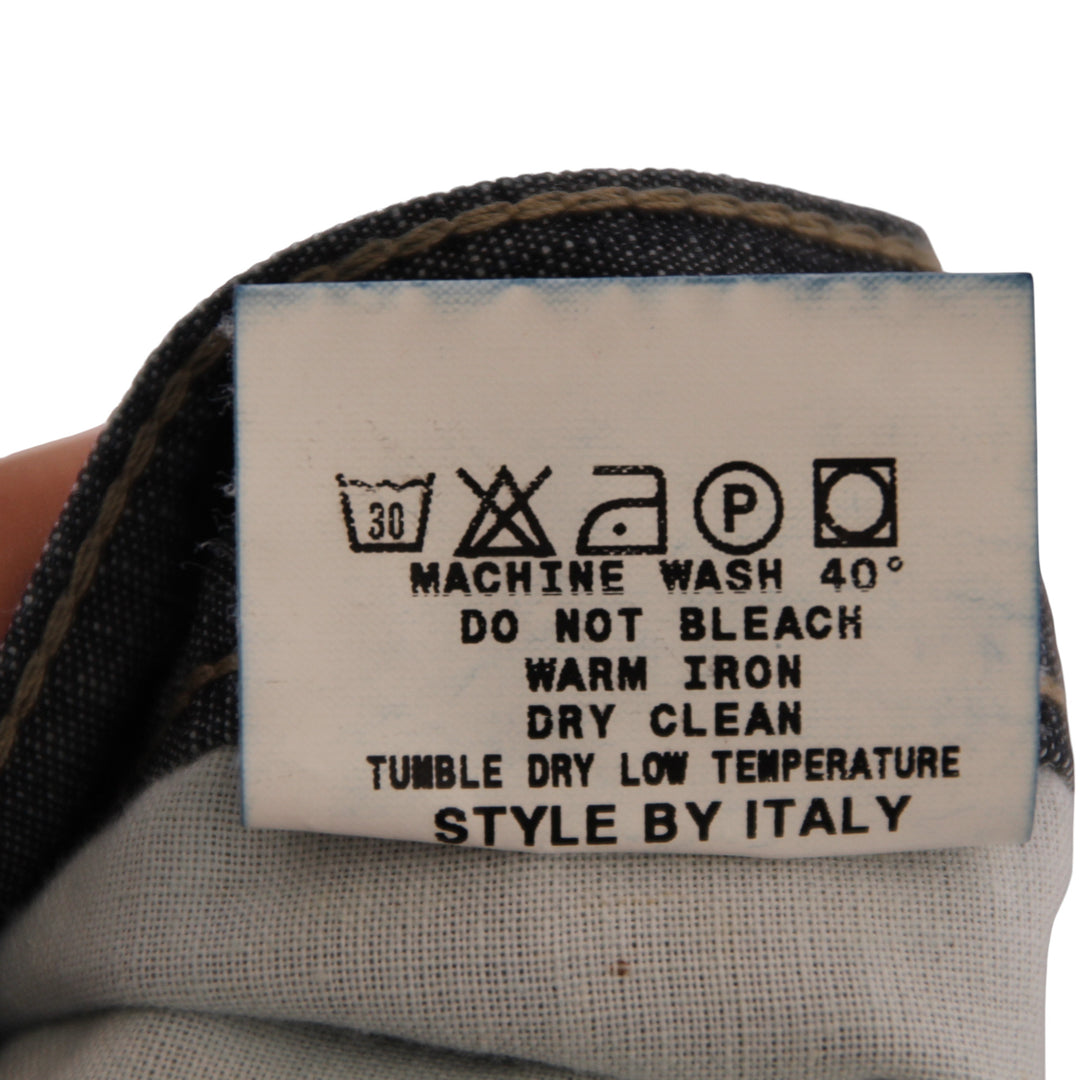 30 P
MACHINE WASH 40°
DO NOT BLEACH
WARM IRON
DRY CLEAN
TUMBLE DRY LOW TEMPERATURE
STYLE BY ITALY